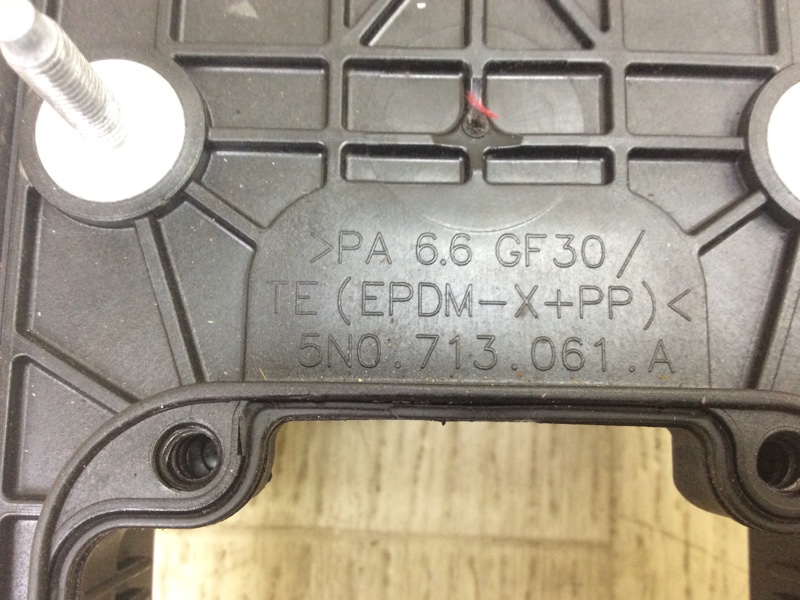 >PA 6.6 GF30/
TE (EPDM-X+PP)<
5N0.713.061.A